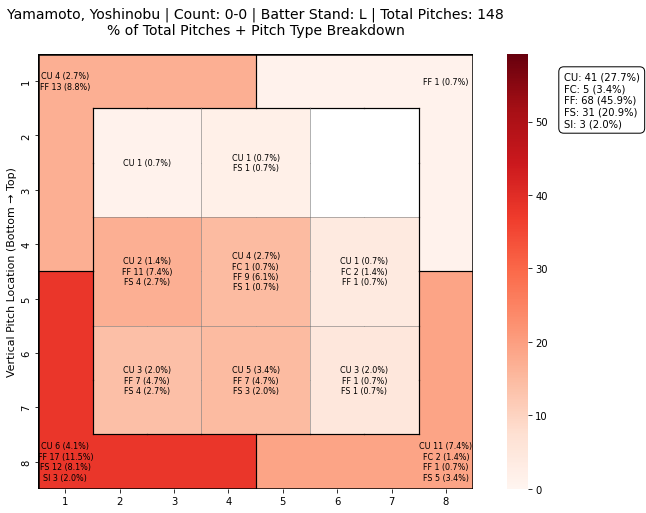 Yamamoto, Yoshinobu | Count: 0-0 | Batter Stand: L | Total Pitches: 148
% of Total Pitches + Pitch Type Breakdown
CU 4 (2.7%)
FF 13 (8.8%)
FF 1 (0.7%)
CU 1 (0.7%)
CU 1 (0.7%)
FS 1 (0.7%)
CU 2 (1.4%)
FF 11 (7.4%)
FS 4 (2.7%)
CU 4 (2.7%)
FC 1 (0.7%)
FF 9 (6.1%)
FS 1 (0.7%)
CU 1 (0.7%)
FC 2 (1.4%)
FF 1 (0.7%)
CU 3 (2.0%)
FF 7 (4.7%)
FS 4 (2.7%)
CU 5 (3.4%)
FF 7 (4.7%)
FS 3 (2.0%)
CU 3 (2.0%)
FF 1 (0.7%)
FS 1 (0.7%)
CU 6 (4.1%)
FF 17 (11.5%)
FS 12 (8.1%)
SI 3 (2.0%)
CU 11 (7.4%)
FC 2 (1.4%)
FF 1 (0.7%)
FS 5 (3.4%)
Vertical Pitch Location (Bottom → Top)
1
2
3
4
5
6
7
8
1 2 3 4 5 6 7 8
50
40
30
20
10
0
CU: 41 (27.7%)
FC: 5 (3.4%)
FF: 68 (45.9%)
FS: 31 (20.9%)
SI: 3 (2.0%)